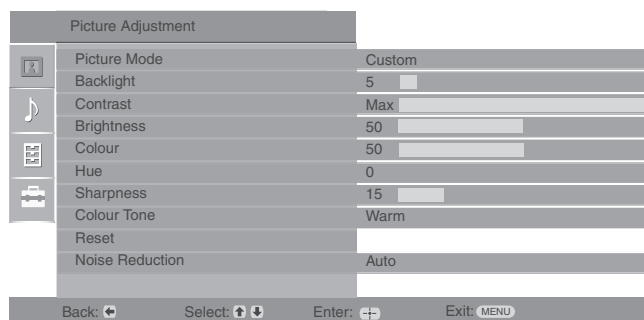 Picture Adjustment
Picture Mode Custom
Backlight 5
Contrast Max
Brightness 50
Colour 50
Hue 0
Sharpness 15
Colour Tone Warm
Reset
Noise Reduction Auto
Back: Select: Enter: Exit: MENU